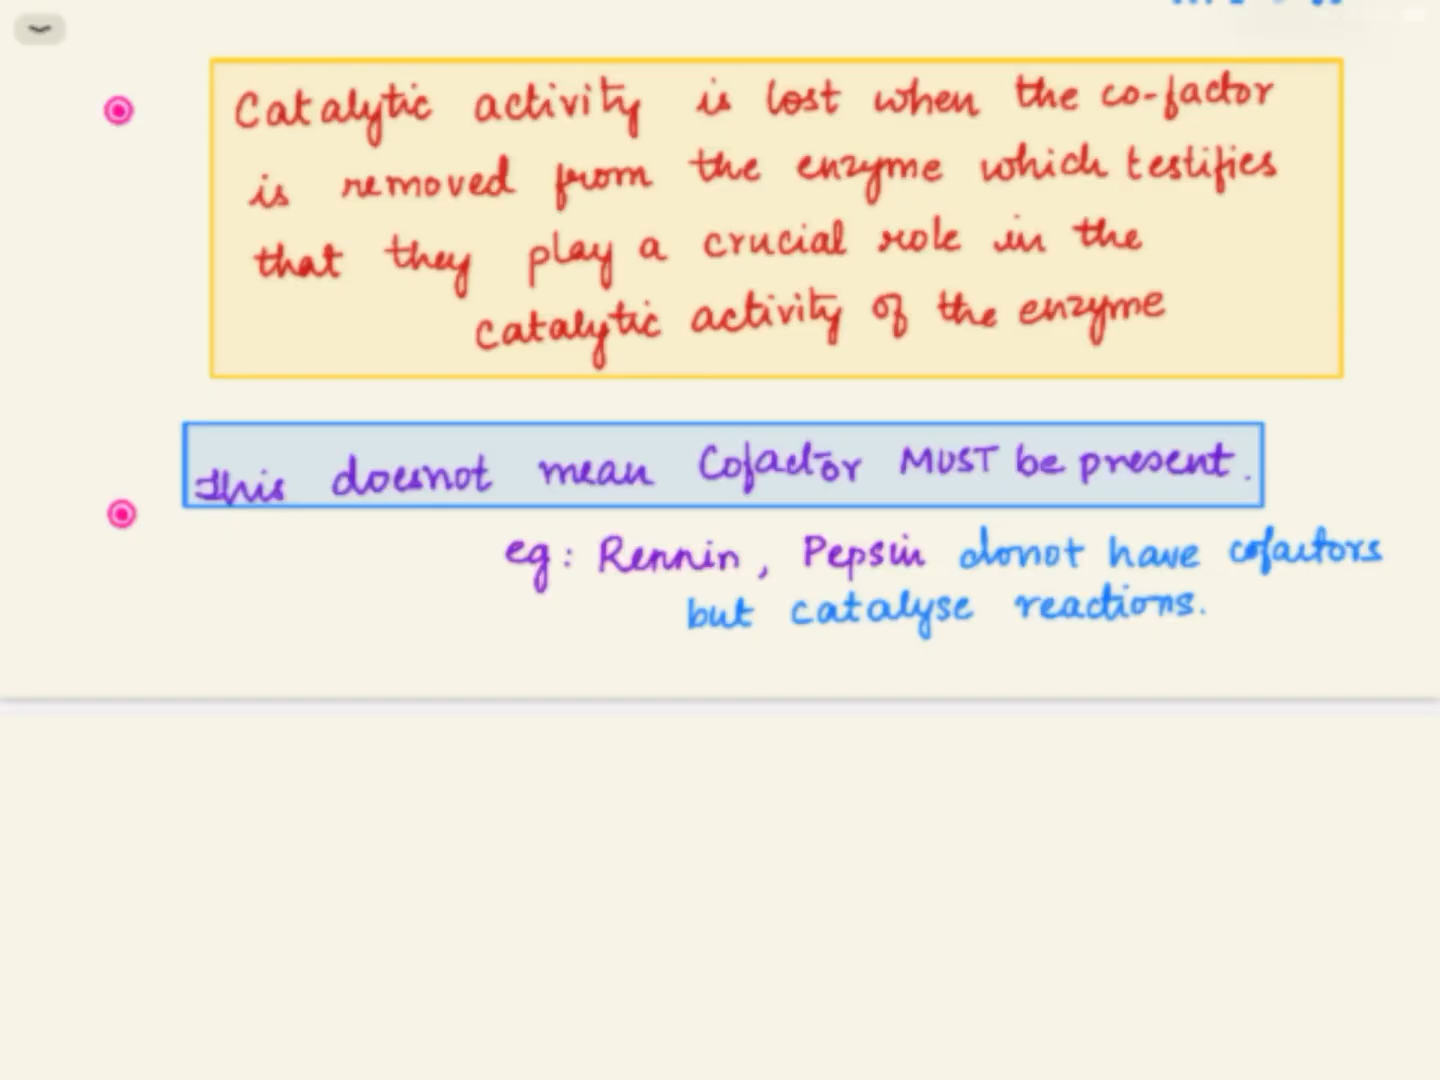 Catalytic activity is lost when the co-factor
is removed from the enzyme which testifies
that they play a crucial role in the
catalytic activity of the enzyme
This doesnot mean Cofactor MUST be present.
eg: Rennin, Pepsin donot have cofactors
but catalyse reactions.